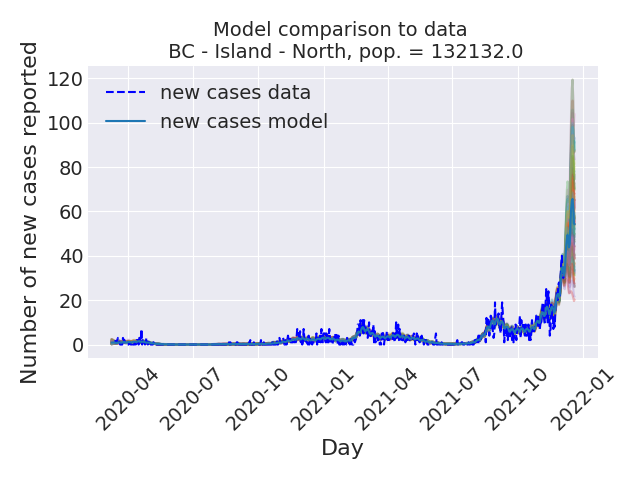 Model comparison to data
BC - Island - North, pop. = 132132.0
Number of new cases reported
120
100
80
60
40
20
0
new cases data
new cases model
2020-04
2020-07
2020-10
2021-01
2021-04
2021-07
2021-10
2022-01
Day